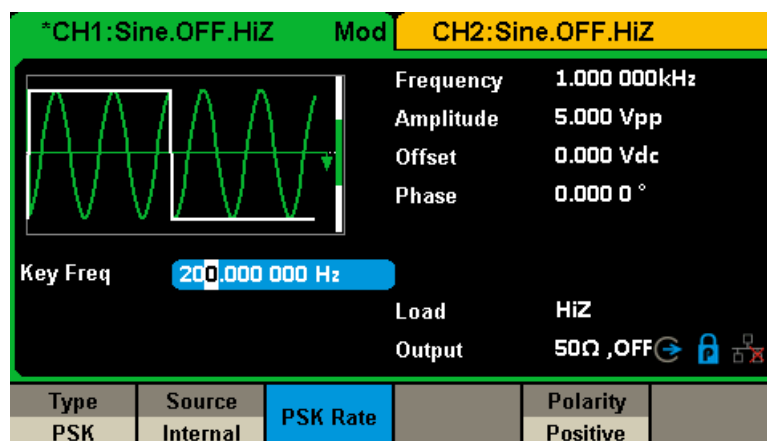 *CH1:Sine.OFF.HiZ Mod CH2:Sine.OFF.HiZ
Frequency 1.000 000kHz
Amplitude 5.000 Vpp
Offset 0.000 Vdc
Phase 0.000 0 °
Key Freq 200.000 000 Hz
Load HiZ
Output 50Ω ,OFF P
Type Source PSK Rate Polarity
PSK Internal Positive